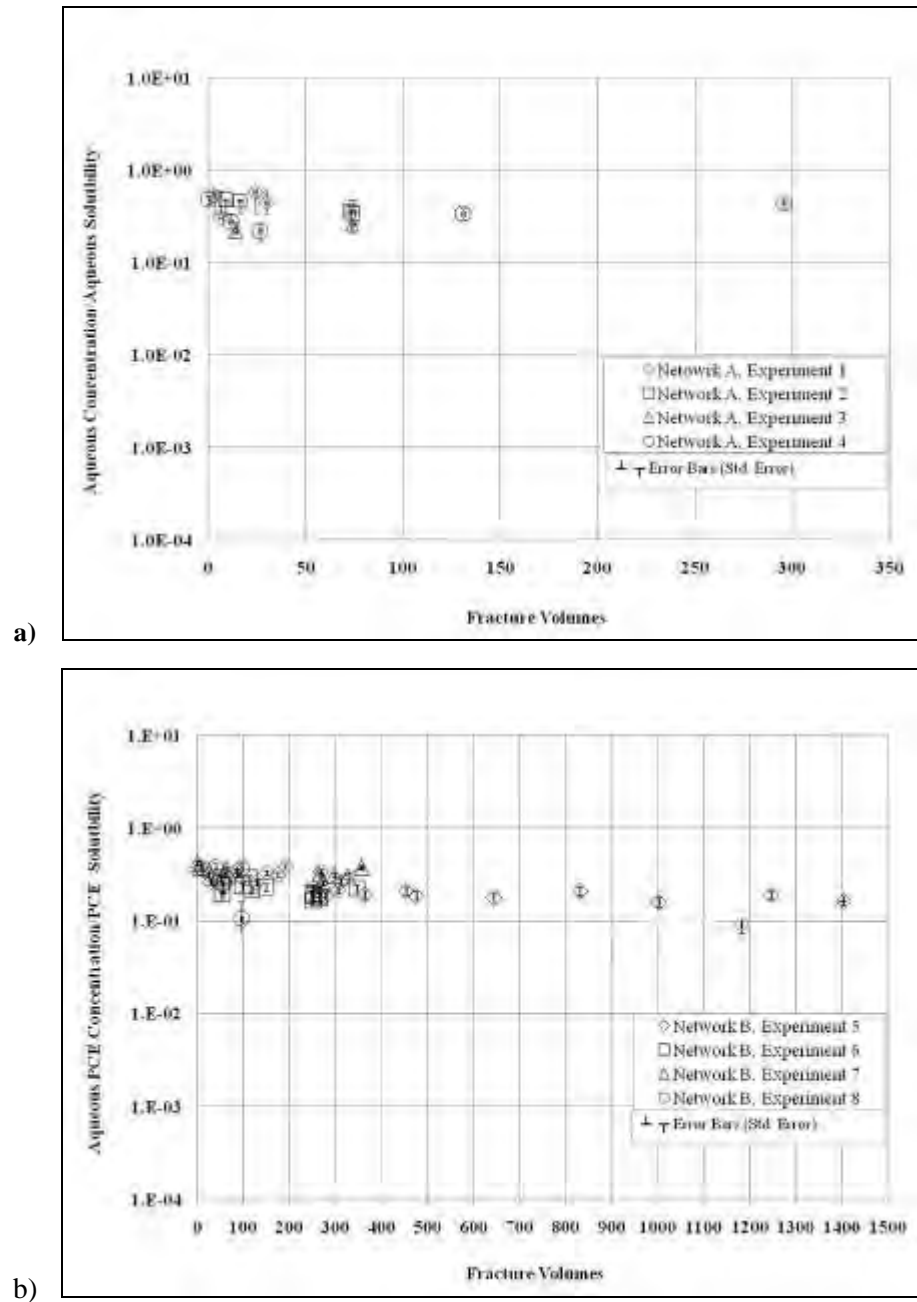 1.0E+01
1.0E+00
1.0E-01
1.0E-02
1.0E-03
1.0E-04
Aqueous Concentration/Aqueous Solutibility
0 50 100 150 200 250 300 350
Fracture Volumes
Netowrk A, Experiment 1
Network A, Experiment 2
Network A, Experiment 3
Network A, Experiment 4
Error Bars (Std. Error)
a)
1.E+01
1.E+00
1.E-01
1.E-02
1.E-03
1.E-04
Aqueous PCE Concentration/PCE Solutibility
0 100 200 300 400 500 600 700 800 900 1000 1100 1200 1300 1400 1500
Fracture Volumes
Network B, Experiment 5
Network B, Experiment 6
Network B, Experiment 7
Network B, Experiment 8
Error Bars (Std. Error)
b)